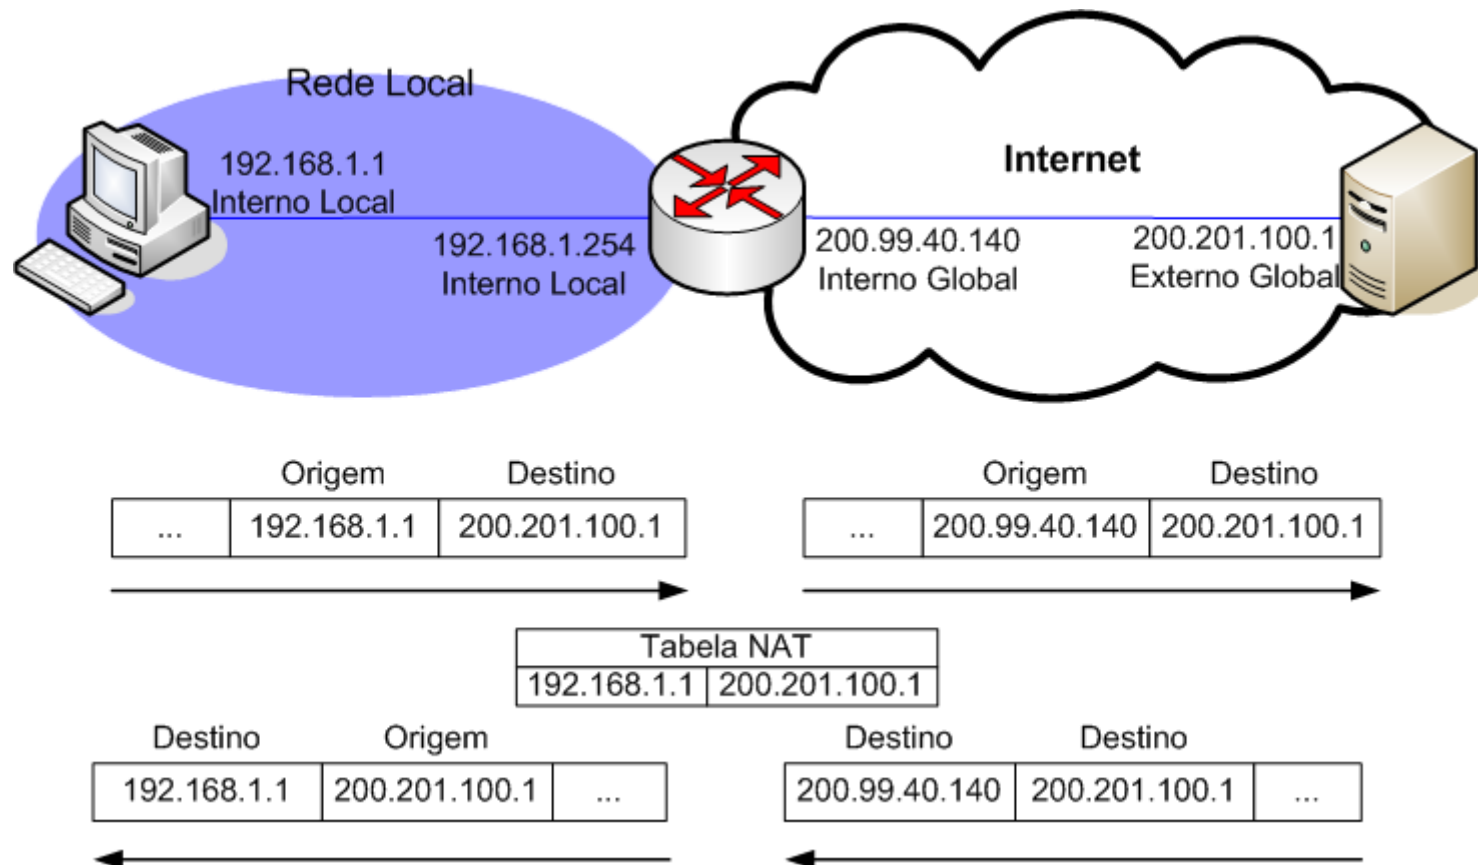 Rede Local
192.168.1.1
Interno Local
192.168.1.254
Interno Local
Internet
200.99.40.140
Interno Global
200.201.100.1
Externo Global
Origem Destino
... 192.168.1.1 200.201.100.1
Origem Destino
... 200.99.40.140 200.201.100.1
Tabela NAT
192.168.1.1 200.201.100.1
Destino Origem
192.168.1.1 200.201.100.1 ...
Destino Destino
200.99.40.140 200.201.100.1 ...